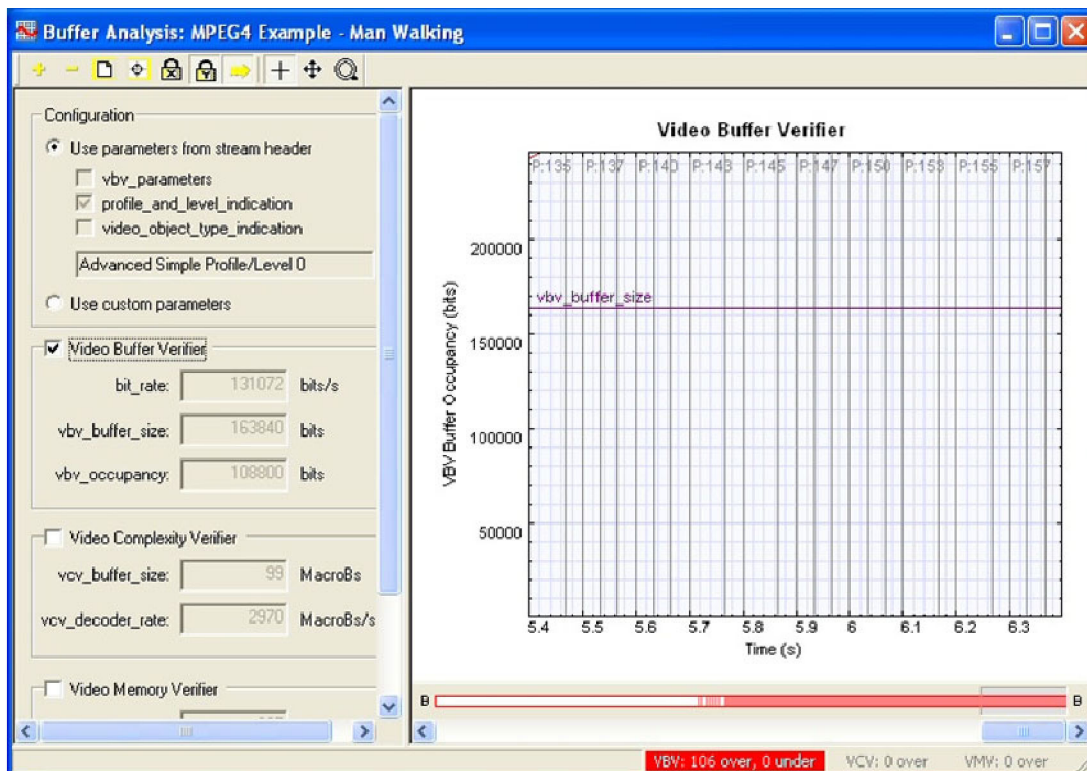 Buffer Analysis: MPEG4 Example - Man Walking
Configuration
Use parameters from stream header
vbv_parameters
profile_and_level_indication
video_object_type_indication
Advanced Simple Profile/Level 0
Use custom parameters
Video Buffer Verifier
bit_rate: 131072 bits/s
vbv_buffer_size: 163840 bits
vbv_occupancy: 108800 bits
Video Complexity Verifier
vcv_buffer_size: 99 MacroBs
vcv_decoder_rate: 2970 MacroBs/s
Video Memory Verifier
Video Buffer Verifier
P:135 P:137 P:140 P:143 P:145 P:147 P:150 P:153 P:155 P:157
VBV Buffer Occupancy (bits)
200000
vbv_buffer_size
150000
100000
50000
5.4 5.5 5.6 5.7 5.8 5.9 6 6.1 6.2 6.3
Time (s)
B B
VBV: 106 over, 0 under VCV: 0 over VMV: 0 over